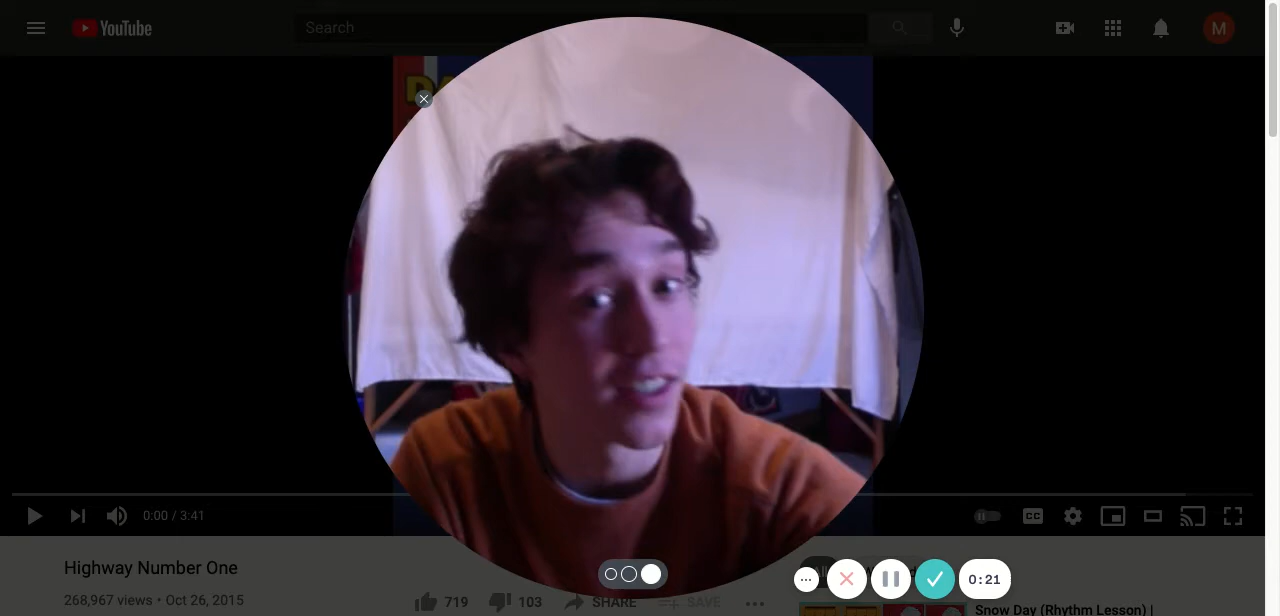 YouTube
Search
M
0:00 / 3:41
CC
Highway Number One
268,967 views • Oct 26, 2015
719
103
SHARE
SAVE
0:21
Snow Day (Rhythm Lesson) |